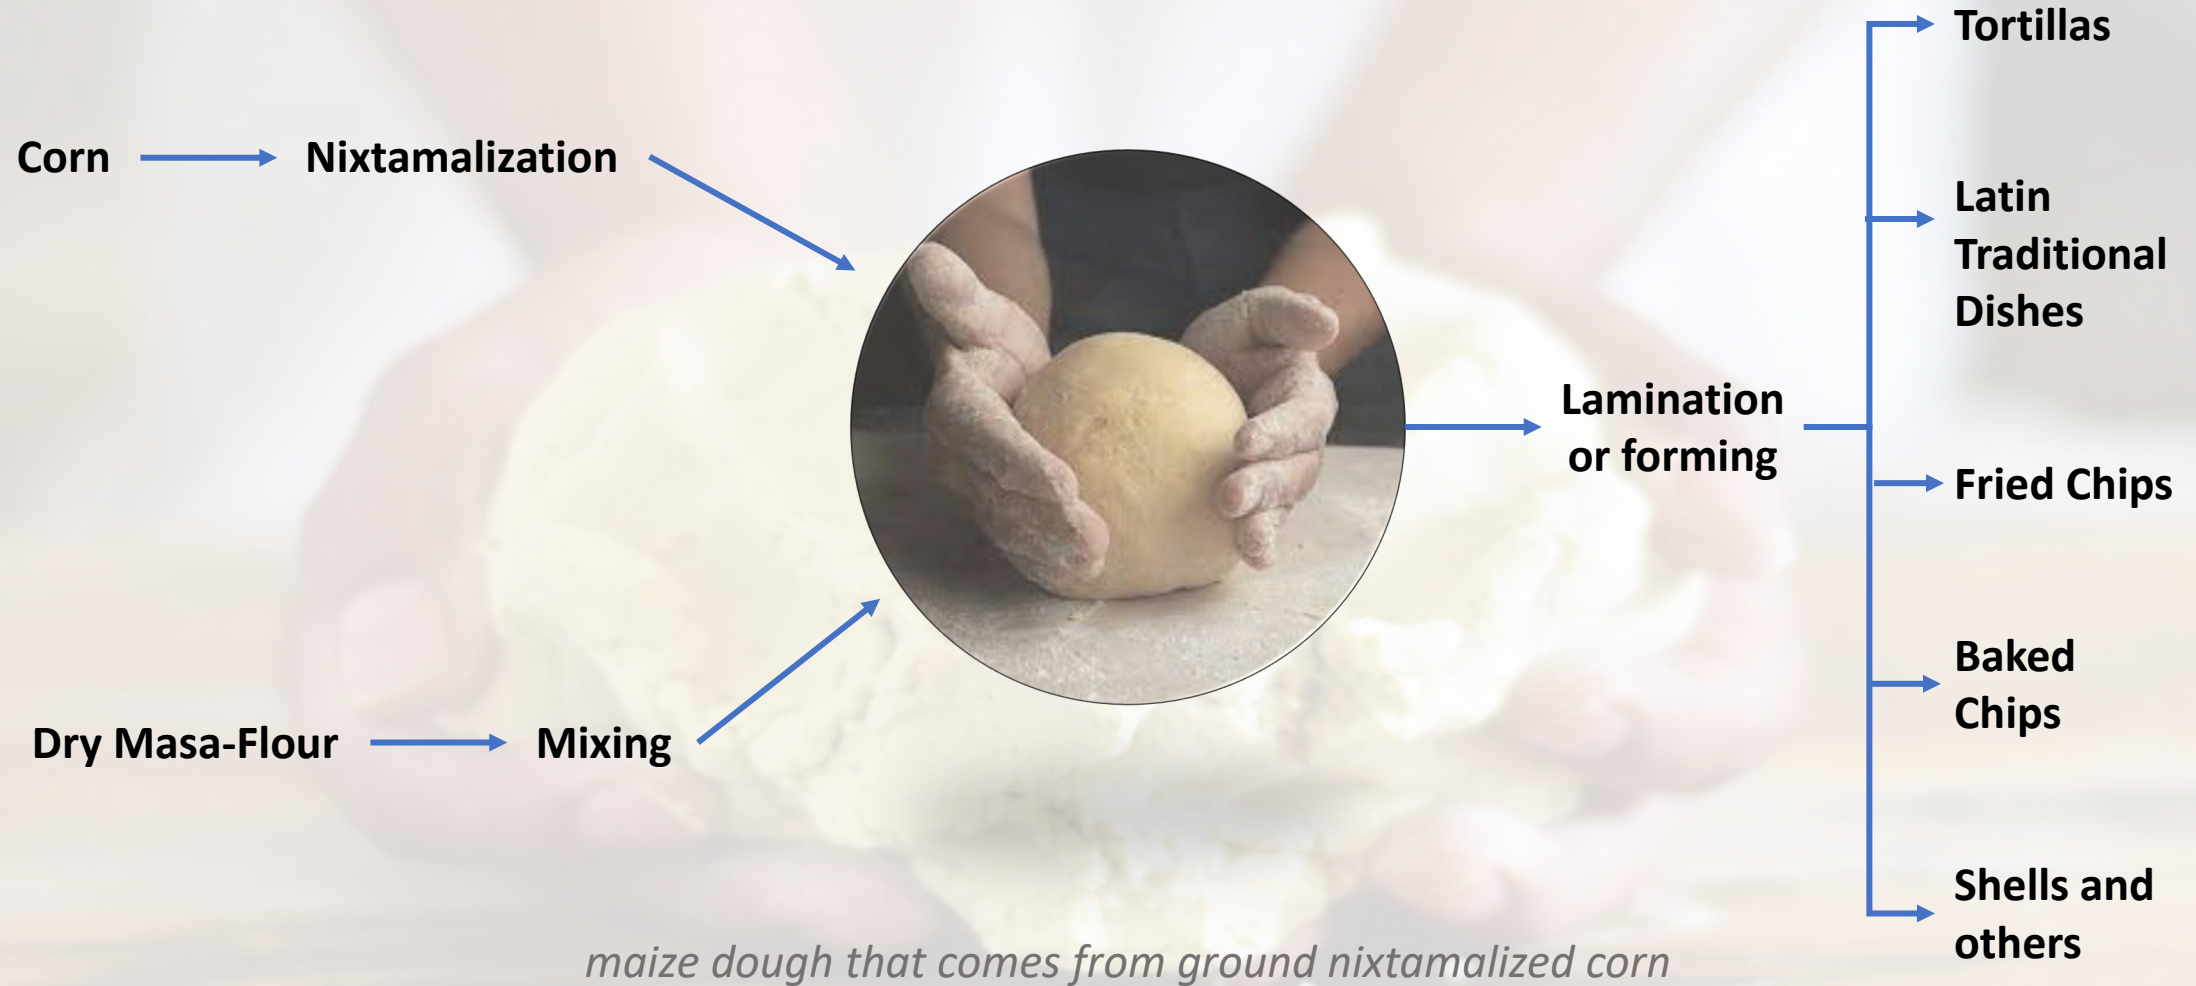 Corn
Nixtamalization
Dry Masa-Flour
Mixing
Lamination
or forming
Tortillas
Latin
Traditional
Dishes
Fried Chips
Baked
Chips
Shells and
others
maize dough that comes from ground nixtamalized corn